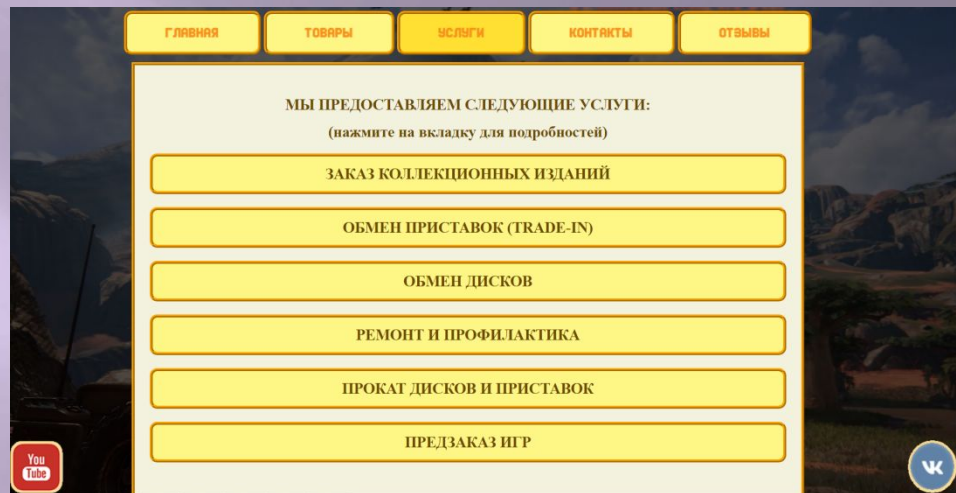 ГЛАВНАЯ
ТОВАРЫ
УСЛУГИ
КОНТАКТЫ
ОТЗЫВЫ
МЫ ПРЕДОСТАВЛЯЕМ СЛЕДУЮЩИЕ УСЛУГИ:
(нажмите на вкладку для подробностей)
ЗАКАЗ КОЛЛЕКЦИОННЫХ ИЗДАНИЙ
ОБМЕН ПРИСТАВОК (TRADE-IN)
ОБМЕН ДИСКОВ
РЕМОНТ И ПРОФИЛАКТИКА
ПРОКАТ ДИСКОВ И ПРИСТАВОК
ПРЕДЗАКАЗ ИГР
You
Tube